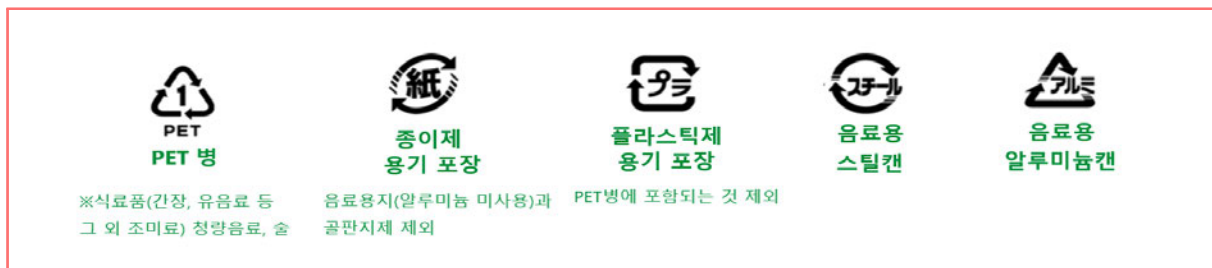 1
PET
PET 병
※식료품(간장, 유음료 등
그 외 조미료) 청량음료, 술
紙
종이제
용기 포장
음료용지(알루미늄 미사용)과
골판지제 제외
プラ
플라스틱제
용기 포장
PET병에 포함되는 것 제외
スチール
음료용
스틸캔
アルミ
음료용
알루미늄캔